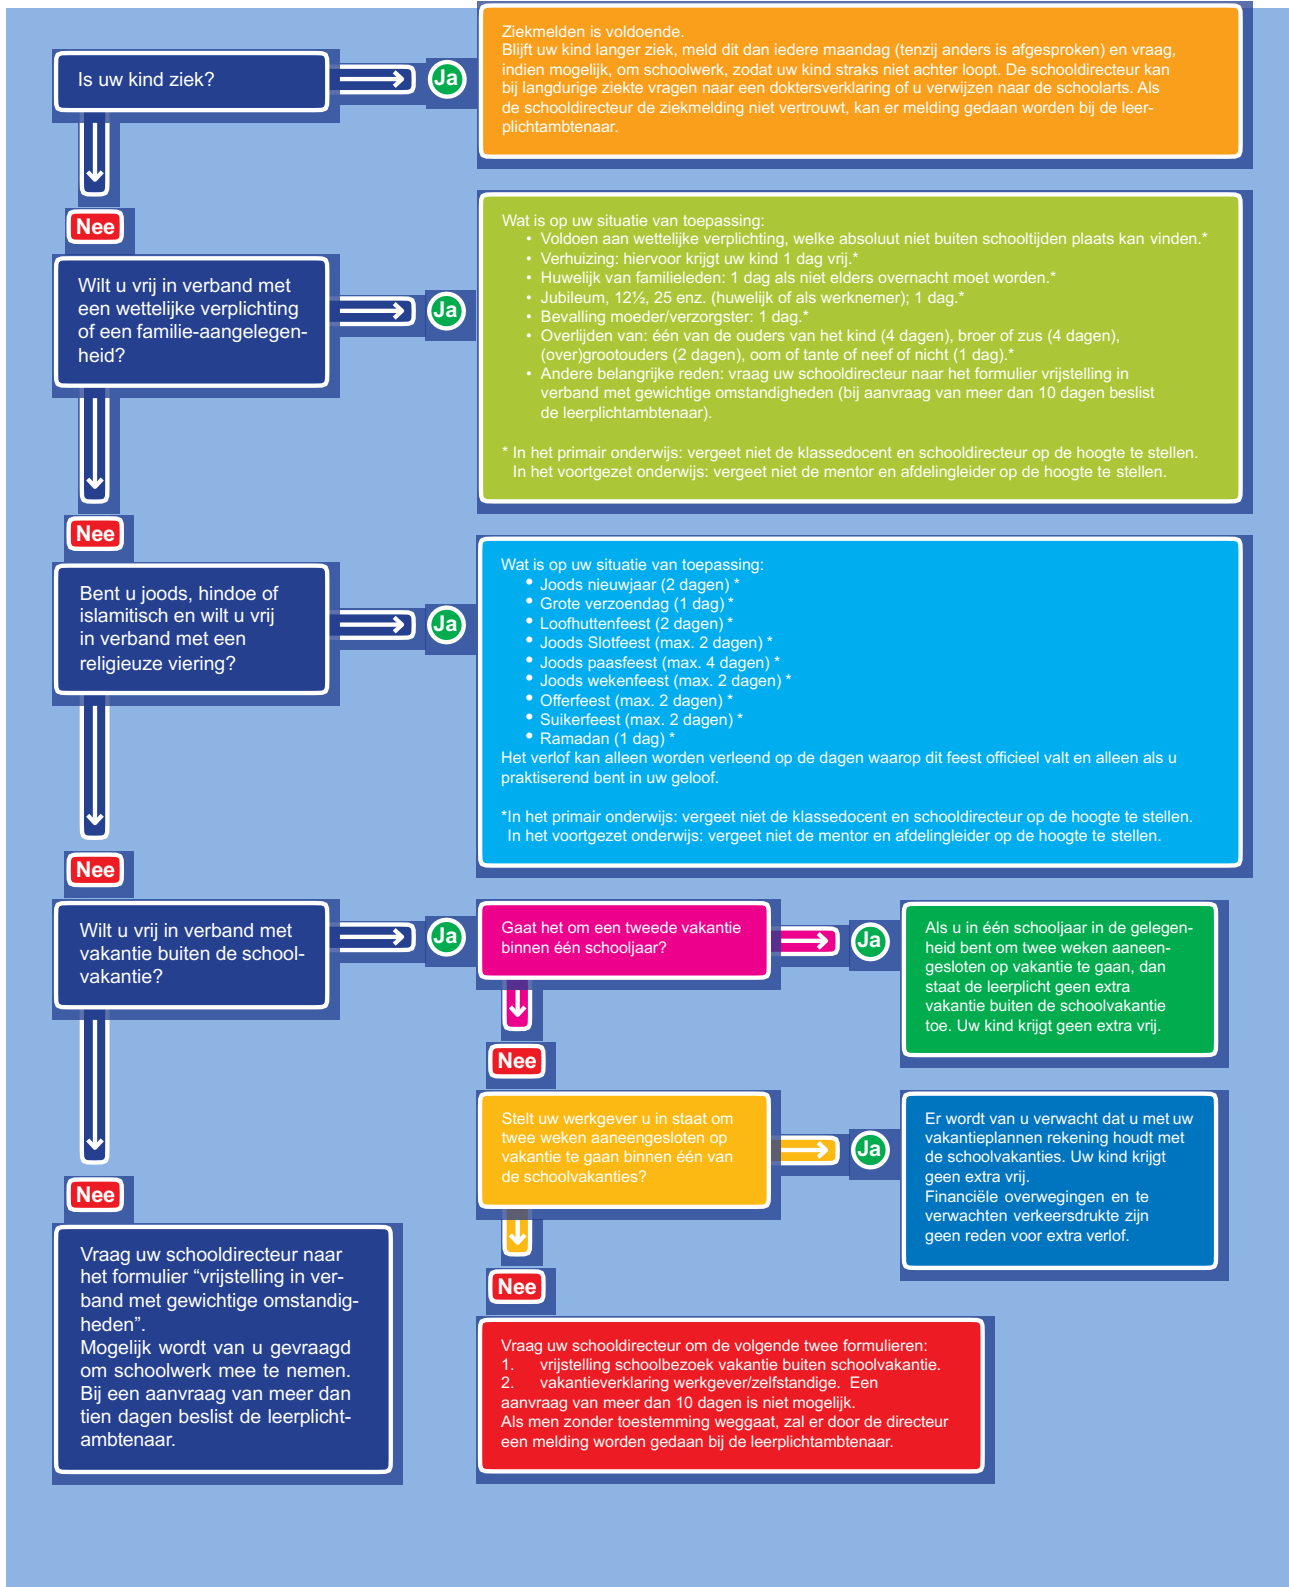 Is uw kind ziek?
Ja
Ziekmelden is voldoende.
Blijft uw kind langer ziek, meld dit dan iedere maandag (tenzij anders is afgesproken) en vraag,
indien mogelijk, om schoolwerk, zodat uw kind straks niet achter loopt. De schooldirecteur kan
bij langdurige ziekte vragen naar een doktersverklaring of u verwijzen naar de schoolarts. Als
de schooldirecteur de ziekmelding niet vertrouwt, kan er melding gedaan worden bij de leer-
plichtambtenaar.
Nee
Wilt u vrij in verband met
een wettelijke verplichting
of een familie-aangelegen-
heid?
Ja
Wat is op uw situatie van toepassing:
• Voldoen aan wettelijke verplichting, welke absoluut niet buiten schooltijden plaats kan vinden.*
• Verhuizing: hiervoor krijgt uw kind 1 dag vrij.*
• Huwelijk van familieleden: 1 dag als niet elders overnacht moet worden.*
• Jubileum, 12½, 25 enz. (huwelijk of als werknemer); 1 dag.*
• Bevalling moeder/verzorgster: 1 dag.*
• Overlijden van: één van de ouders van het kind (4 dagen), broer of zus (4 dagen),
(over)grootouders (2 dagen), oom of tante of neef of nicht (1 dag).*
• Andere belangrijke reden: vraag uw schooldirecteur naar het formulier vrijstelling in
verband met gewichtige omstandigheden (bij aanvraag van meer dan 10 dagen beslist
de leerplichtambtenaar).
* In het primair onderwijs: vergeet niet de klassedocent en schooldirecteur op de hoogte te stellen.
In het voortgezet onderwijs: vergeet niet de mentor en afdelingleider op de hoogte te stellen.
Nee
Bent u joods, hindoe of
islamitisch en wilt u vrij
in verband met een
religieuze viering?
Ja
Wat is op uw situatie van toepassing:
• Joods nieuwjaar (2 dagen) *
• Grote verzoendag (1 dag) *
• Loofhuttenfeest (2 dagen) *
• Joods Slotfeest (max. 2 dagen) *
• Joods paasfeest (max. 4 dagen) *
• Joods wekenfeest (max. 2 dagen) *
• Offerfeest (max. 2 dagen) *
• Suikerfeest (max. 2 dagen) *
• Ramadan (1 dag) *
Het verlof kan alleen worden verleend op de dagen waarop dit feest officieel valt en alleen als u
praktiserend bent in uw geloof.
*In het primair onderwijs: vergeet niet de klassedocent en schooldirecteur op de hoogte te stellen.
In het voortgezet onderwijs: vergeet niet de mentor en afdelingleider op de hoogte te stellen.
Nee
Wilt u vrij in verband met
vakantie buiten de school-
vakantie?
Ja
Gaat het om een tweede vakantie
binnen één schooljaar?
Ja
Als u in één schooljaar in de gelegen-
heid bent om twee weken aaneen-
gesloten op vakantie te gaan, dan
staat de leerplicht geen extra
vakantie buiten de schoolvakantie
toe. Uw kind krijgt geen extra vrij.
Nee
Stelt uw werkgever u in staat om
twee weken aaneengesloten op
vakantie te gaan binnen één van
de schoolvakanties?
Ja
Er wordt van u verwacht dat u met uw
vakantieplannen rekening houdt met
de schoolvakanties. Uw kind krijgt
geen extra vrij.
Financiële overwegingen en te
verwachten verkeersdrukte zijn
geen reden voor extra verlof.
Nee
Vraag uw schooldirecteur naar
het formulier “vrijstelling in ver-
band met gewichtige omstandig-
heden”.
Mogelijk wordt van u gevraagd
om schoolwerk mee te nemen.
Bij een aanvraag van meer dan
tien dagen beslist de leerplicht-
ambtenaar.
Nee
Vraag uw schooldirecteur om de volgende twee formulieren:
1. vrijstelling schoolbezoek vakantie buiten schoolvakantie.
2. vakantieverklaring werkgever/zelfstandige. Een
aanvraag van meer dan 10 dagen is niet mogelijk.
Als men zonder toestemming weggaat, zal er door de directeur
een melding worden gedaan bij de leerplichtambtenaar.